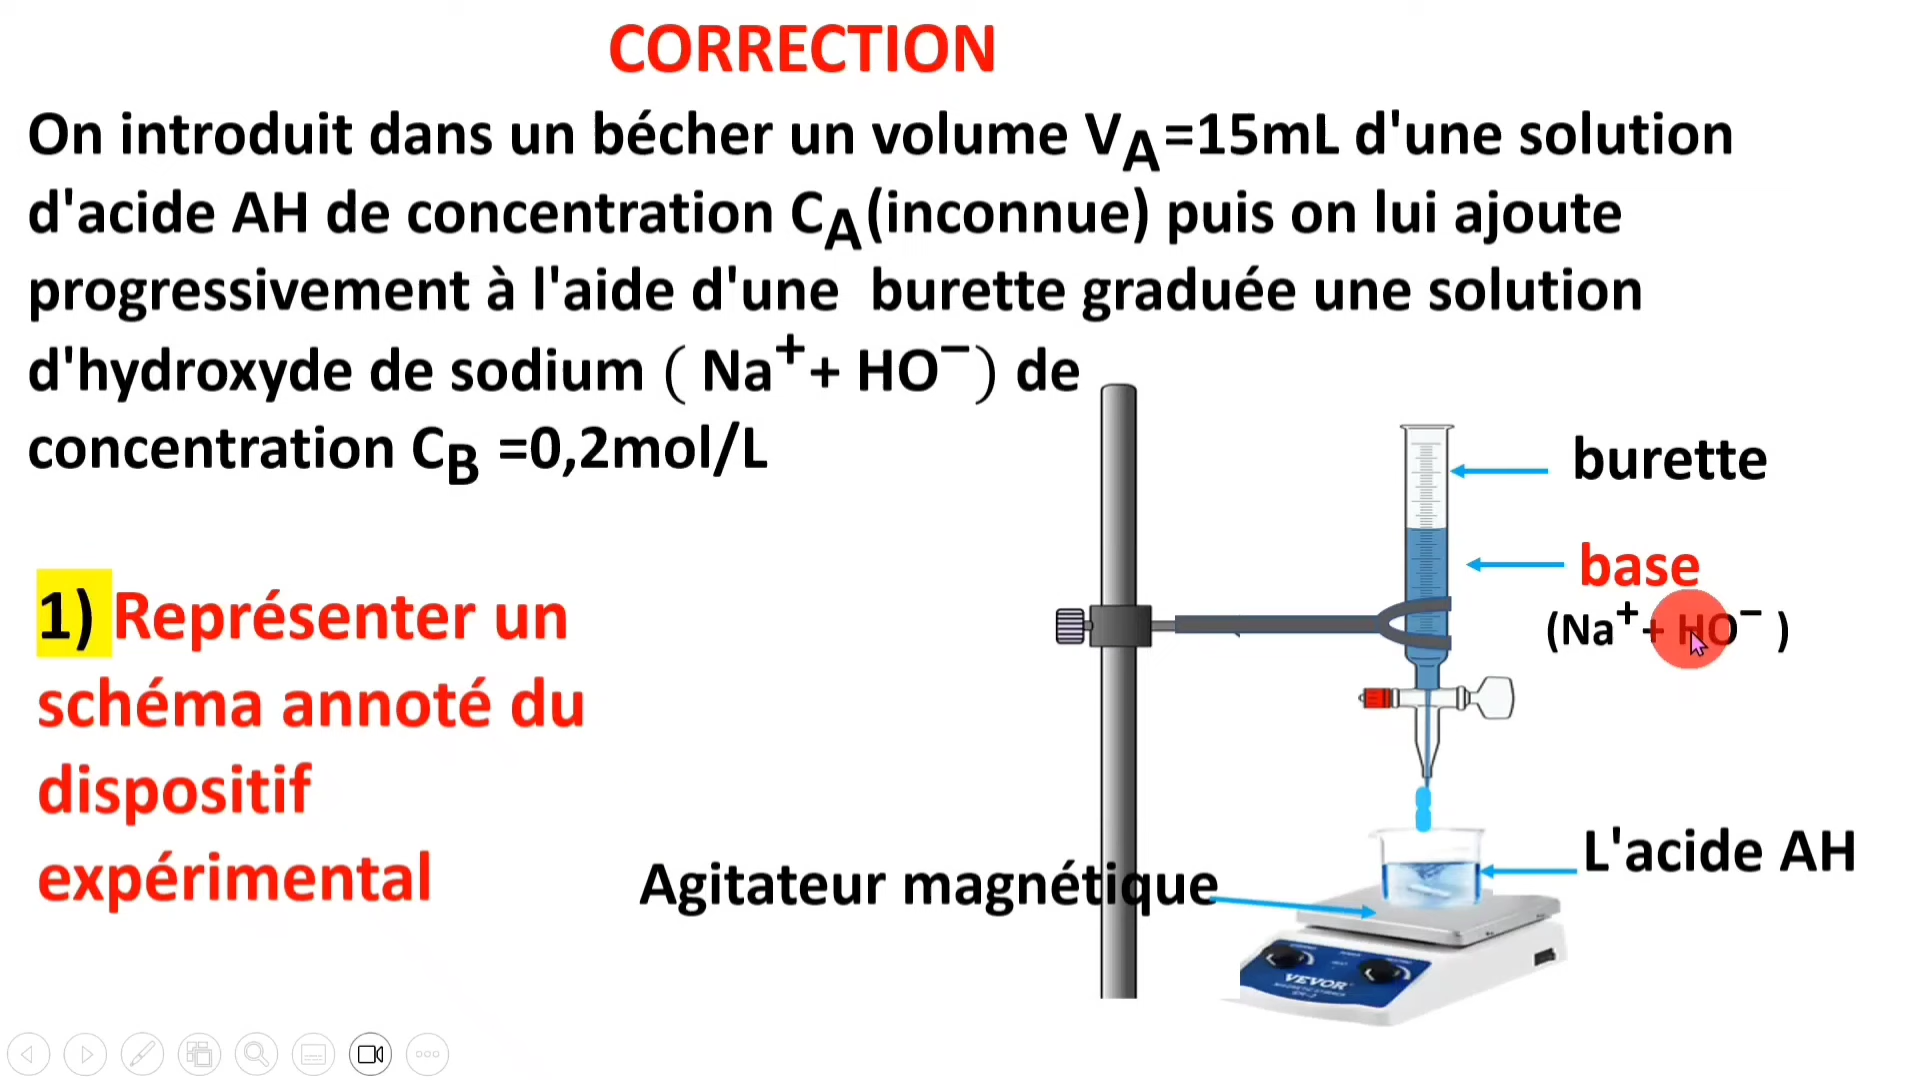 CORRECTION
On introduit dans un bécher un volume VA=15mL d'une solution
d'acide AH de concentration CA(inconnue) puis on lui ajoute
progressivement à l'aide d'une burette graduée une solution
d'hydroxyde de sodium ( Na⁺+ HO⁻) de
concentration CB =0,2mol/L
burette
base
(Na⁺+ HO⁻ )
1) Représenter un
schéma annoté du
dispositif
expérimental
L'acide AH
Agitateur magnétique
VEVOR